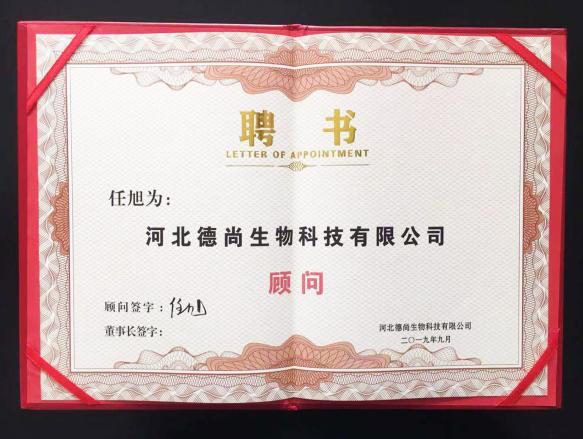 聘 书
LETTER OF APPOINTMENT
任旭为：
河北德尚生物科技有限公司
顾问
顾问签字：任旭
董事长签字：
河北德尚生物科技有限公司
二〇一九年九月